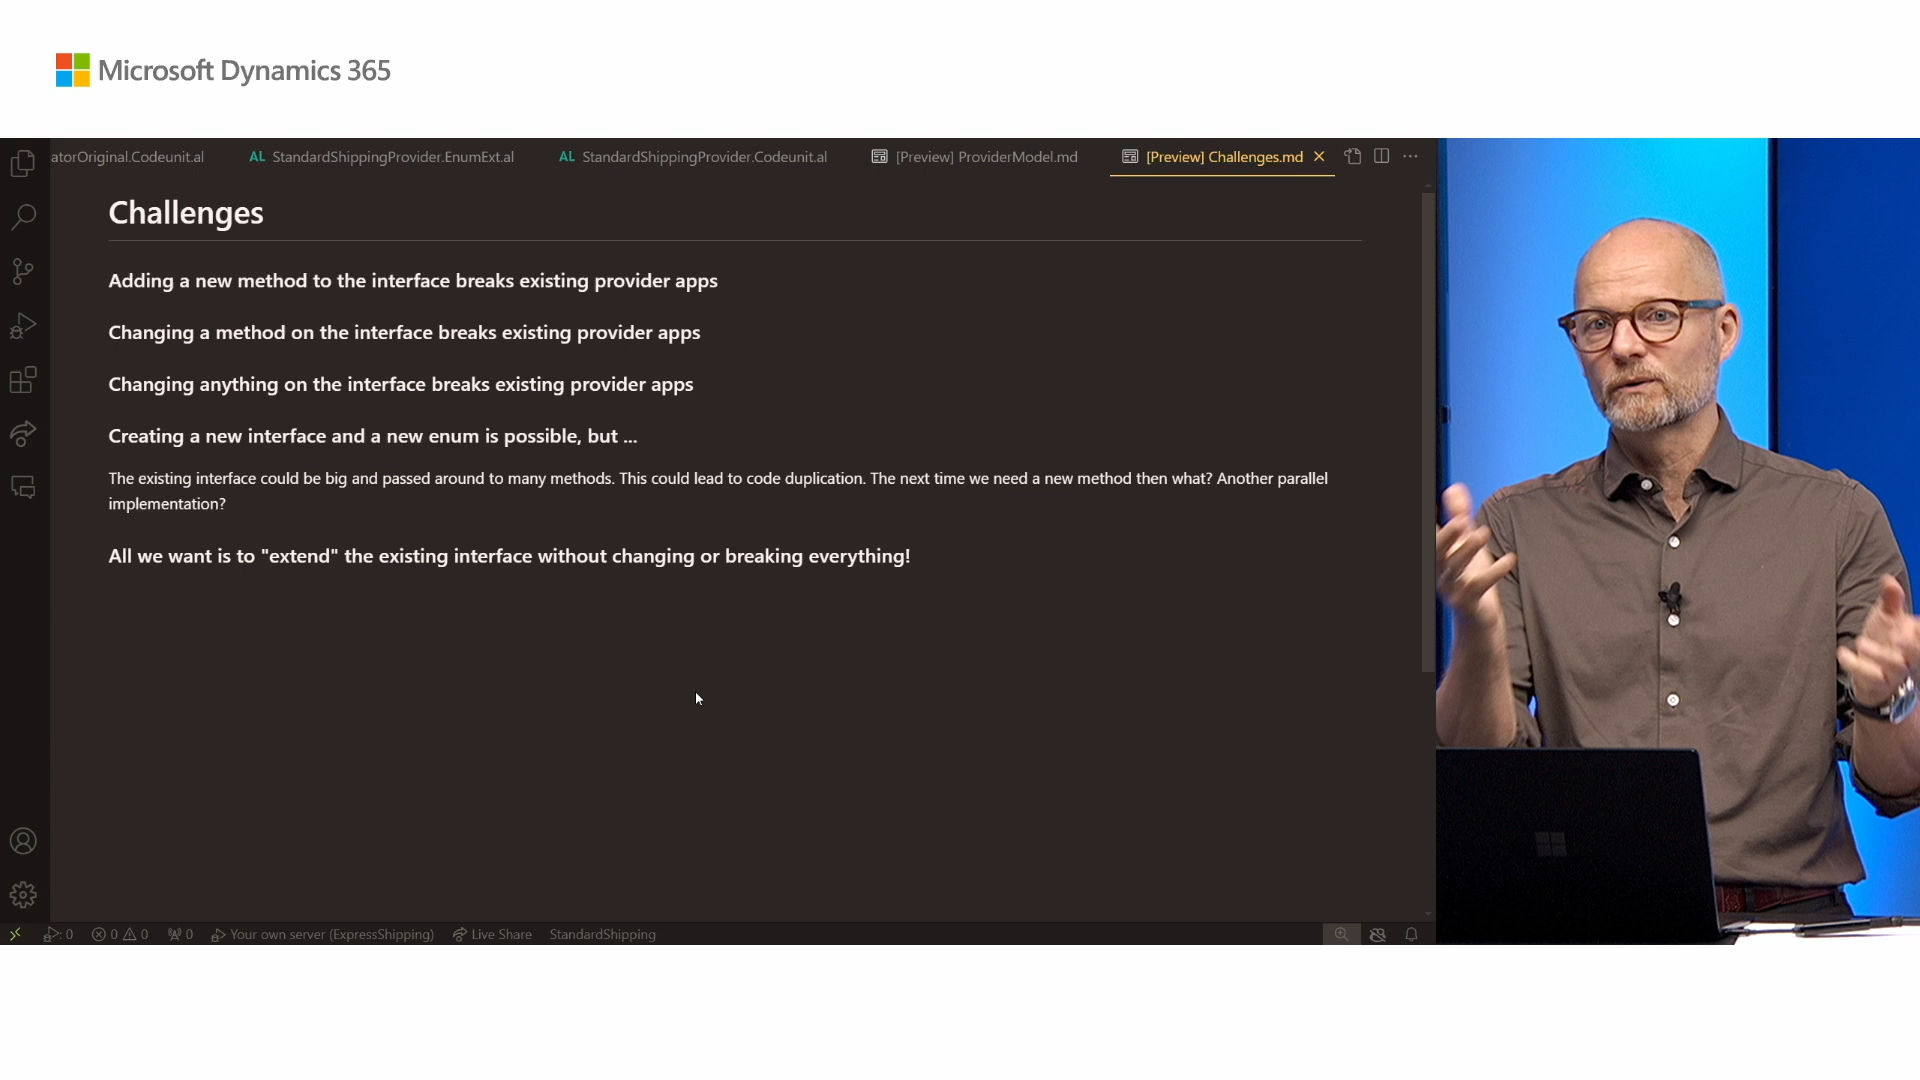 Microsoft Dynamics 365
atorOriginal.Codeunit.al
AL StandardShippingProvider.EnumExt.al
AL StandardShippingProvider.Codeunit.al
[Preview] ProviderModel.md
[Preview] Challenges.md
Challenges
Adding a new method to the interface breaks existing provider apps
Changing a method on the interface breaks existing provider apps
Changing anything on the interface breaks existing provider apps
Creating a new interface and a new enum is possible, but ...
The existing interface could be big and passed around to many methods. This could lead to code duplication. The next time we need a new method then what? Another parallel
implementation?
All we want is to "extend" the existing interface without changing or breaking everything!
: 0 0 0 0 Your own server (ExpressShipping) Live Share StandardShipping